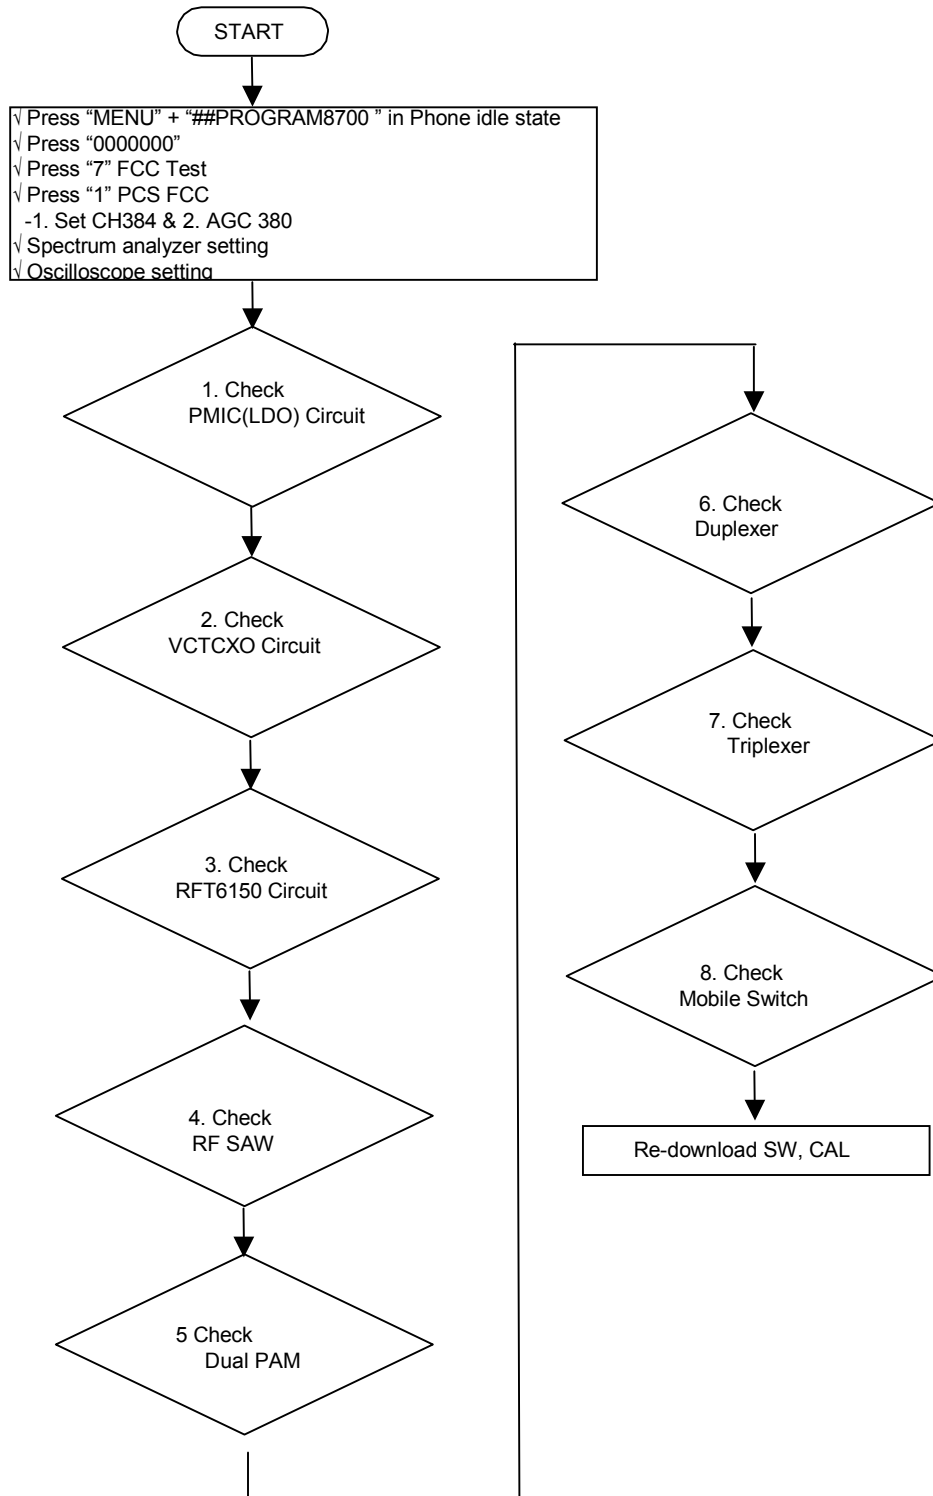 START
√ Press “MENU” + “##PROGRAM8700 ” in Phone idle state
√ Press “0000000”
√ Press “7” FCC Test
√ Press “1” PCS FCC
-1. Set CH384 & 2. AGC 380
√ Spectrum analyzer setting
√ Oscilloscope setting
1. Check
PMIC(LDO) Circuit
2. Check
VCTCXO Circuit
3. Check
RFT6150 Circuit
4. Check
RF SAW
5 Check
Dual PAM
6. Check
Duplexer
7. Check
Triplexer
8. Check
Mobile Switch
Re-download SW, CAL